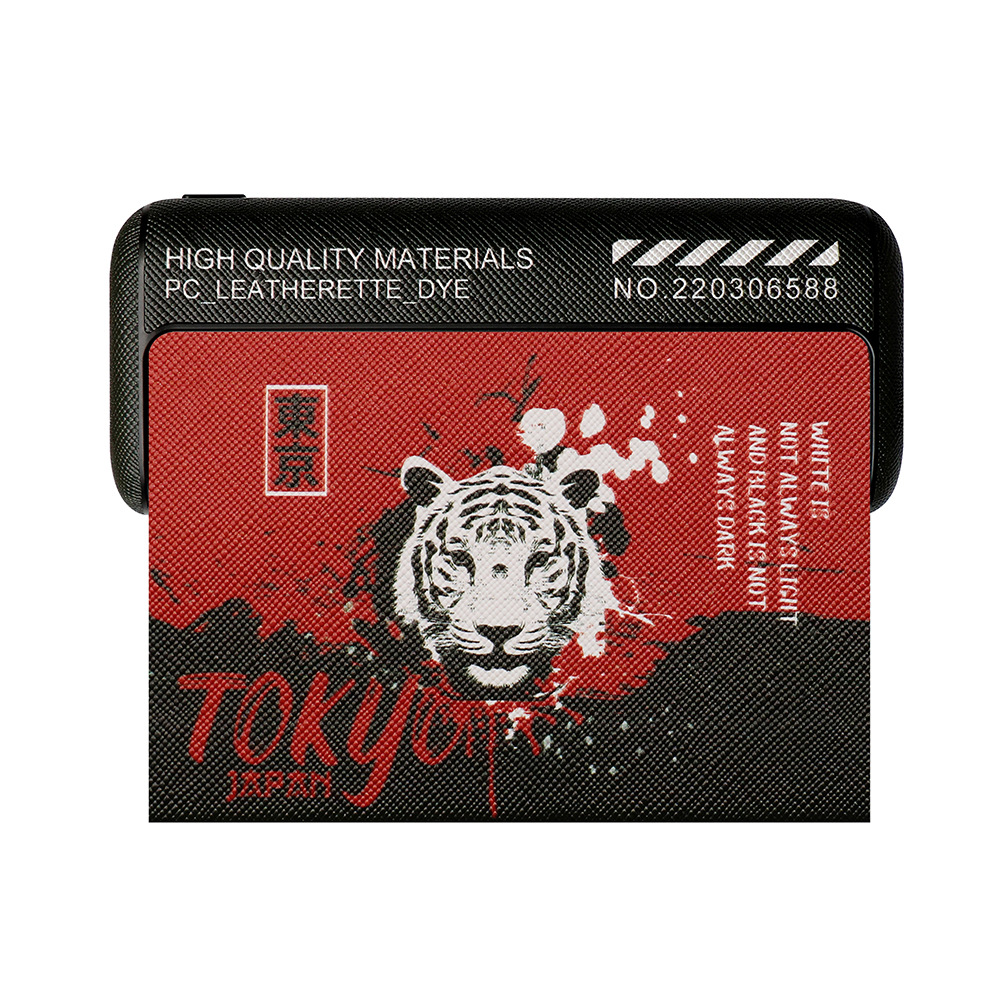 HIGH QUALITY MATERIALS
PC_LEATHERETTE_DYE
NO.220306588
東京
WHITE IS
NOT ALWAYS LIGHT
AND BLACK IS NOT
ALWAYS DARK
TOKYO
JAPAN